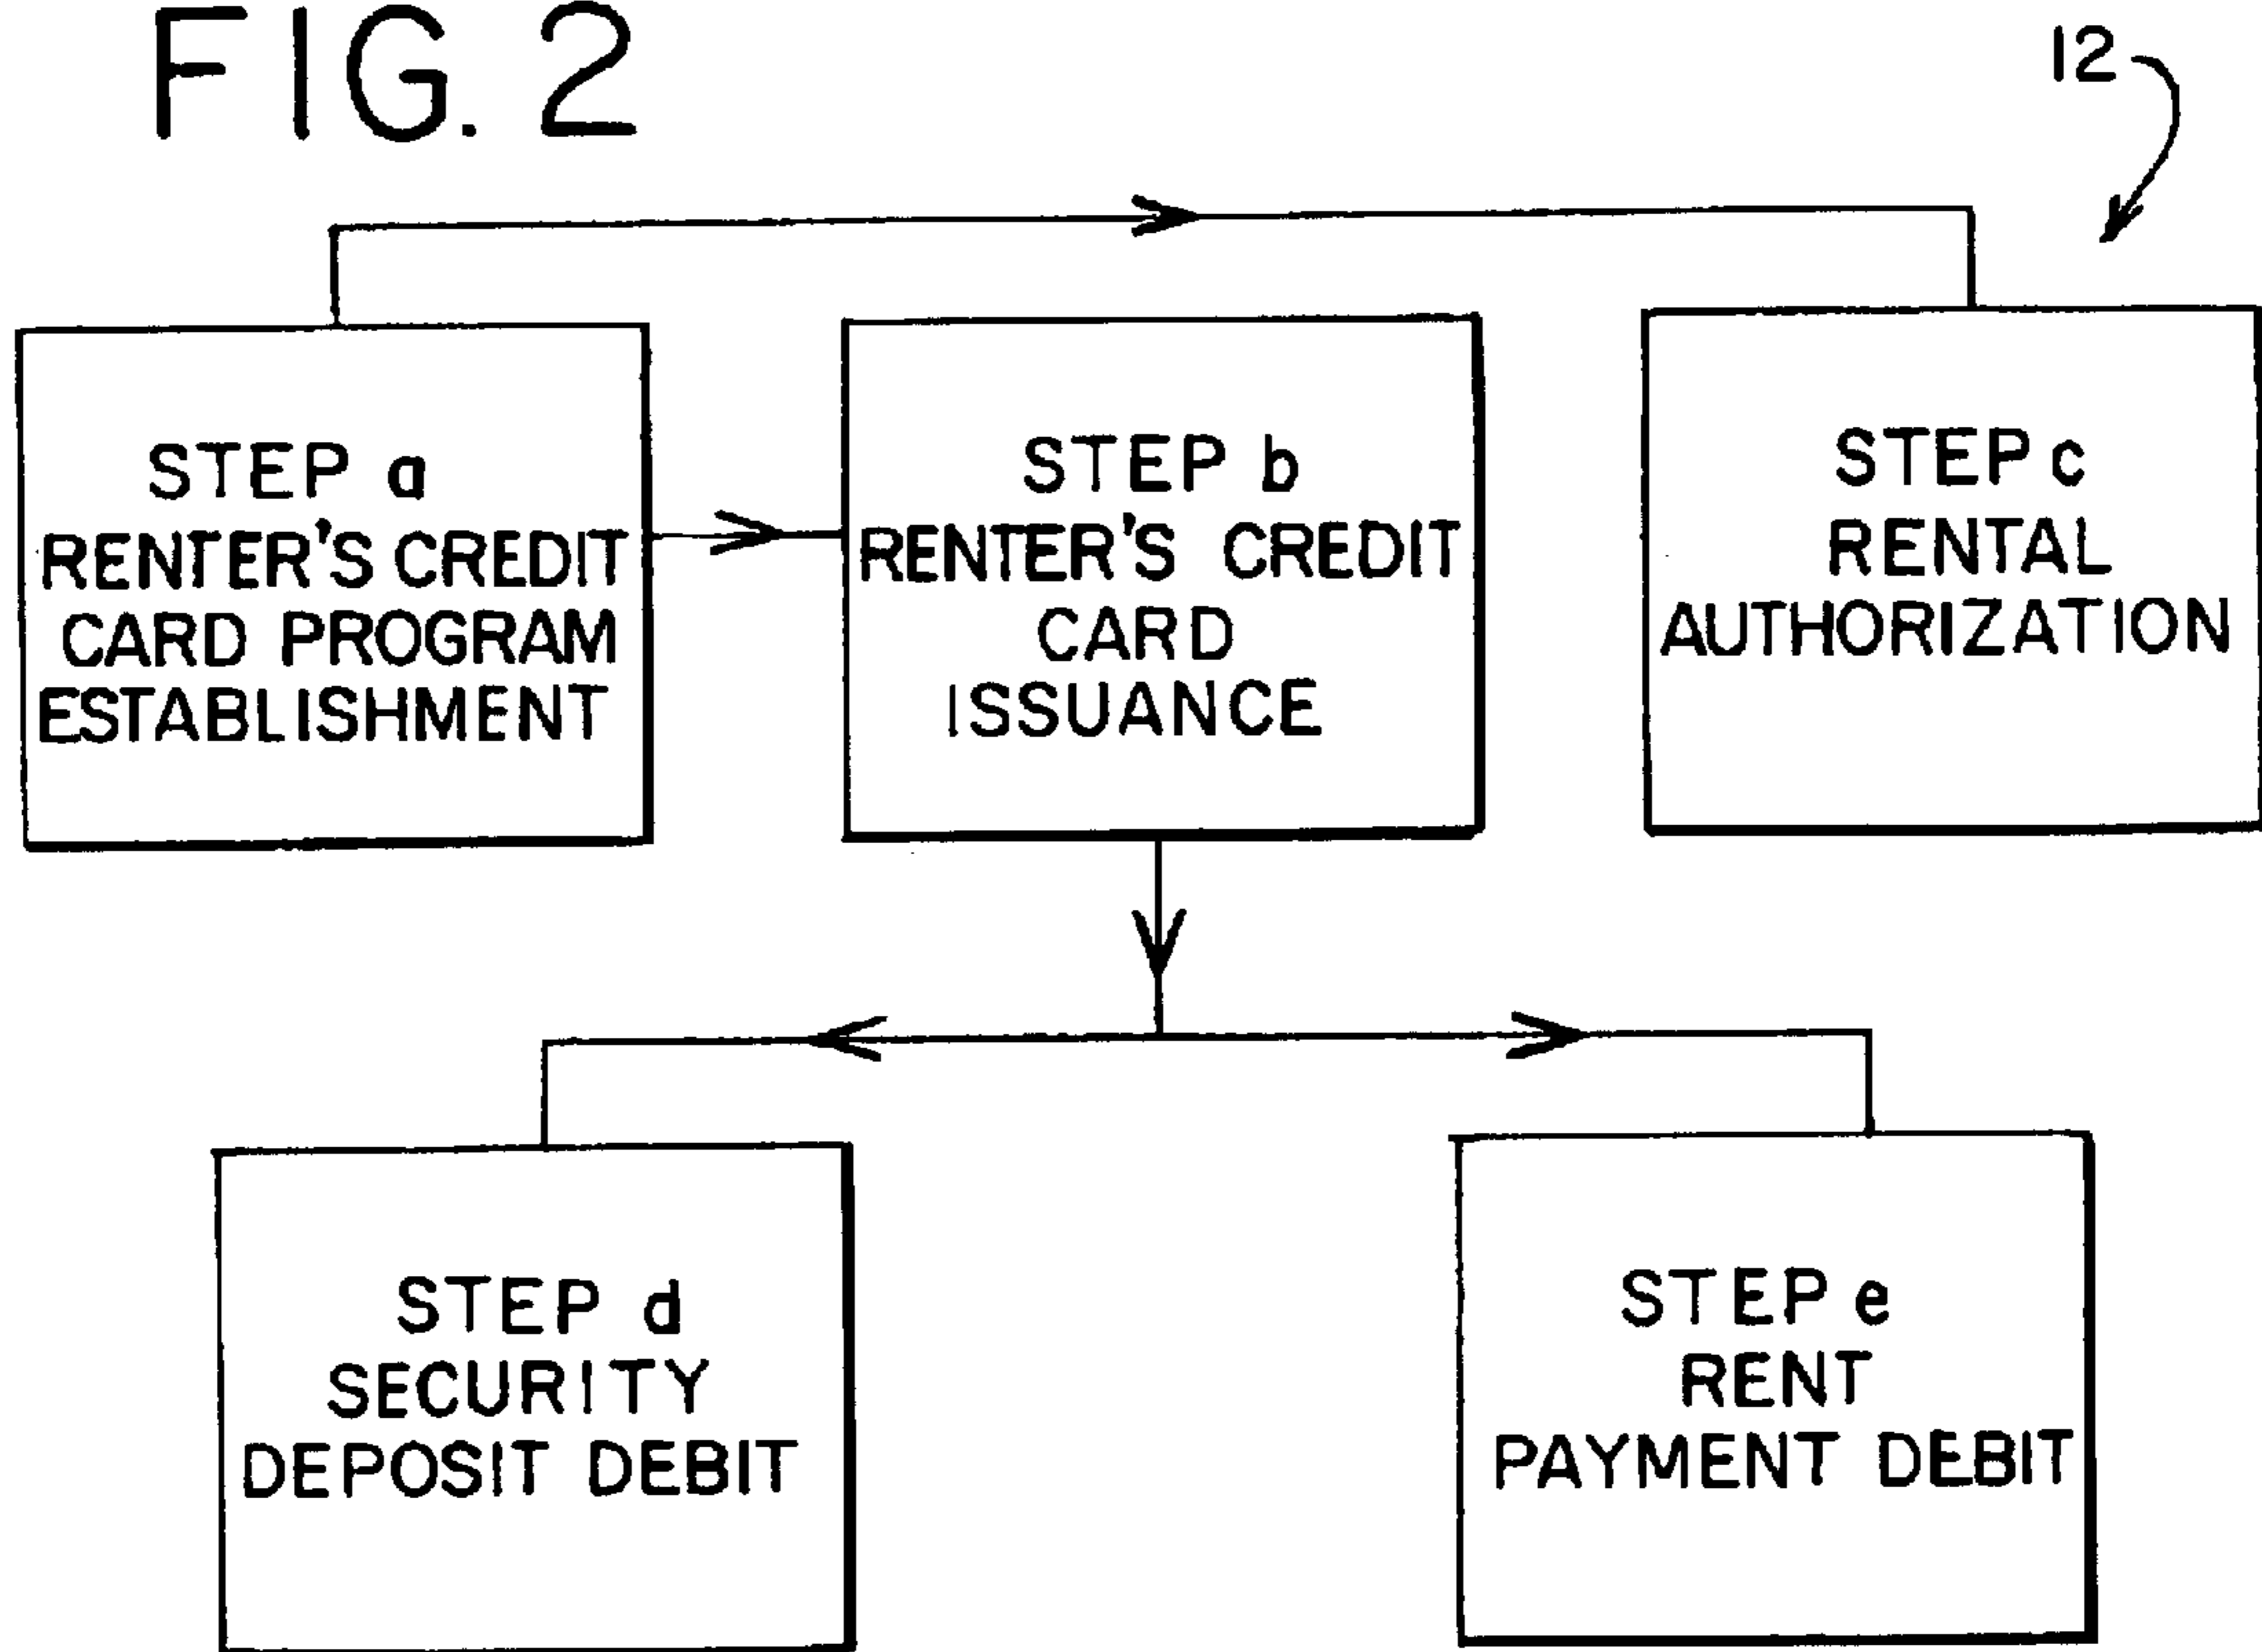 FIG. 2
12
STEP a
RENTER'S CREDIT
CARD PROGRAM
ESTABLISHMENT
STEP b
RENTER'S CREDIT
CARD
ISSUANCE
STEP c
RENTAL
AUTHORIZATION
STEP d
SECURITY
DEPOSIT DEBIT
STEP e
RENT
PAYMENT DEBIT